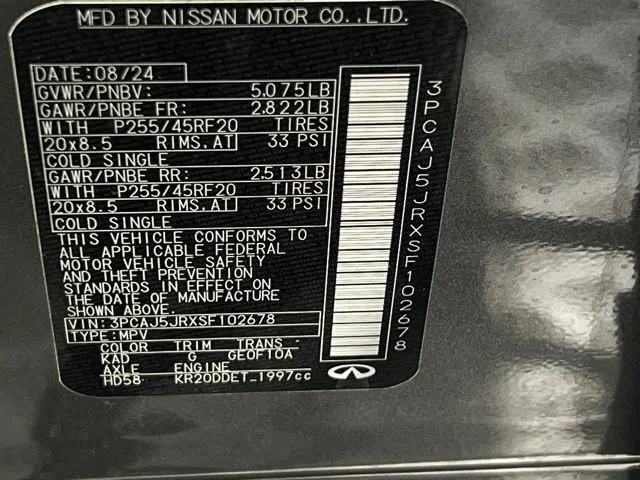 MFD BY NISSAN MOTOR CO.,LTD.
DATE:08/24
GVWR/PNBV: 5,075LB
GAWR/PNBE FR: 2,822LB
WITH P255/45RF20 TIRES
20x8.5 RIMS,AT 33 PSI
COLD SINGLE
GAWR/PNBE RR: 2,513LB
WITH P255/45RF20 TIRES
20x8.5 RIMS,AT 33 PSI
COLD SINGLE
THIS VEHICLE CONFORMS TO
ALL APPLICABLE FEDERAL
MOTOR VEHICLE SAFETY
AND THEFT PREVENTION
STANDARDS IN EFFECT ON
THE DATE OF MANUFACTURE
SHOWN ABOVE.
VIN:3PCAJ5JRXSF102678
TYPE:MPV
COLOR TRIM TRANS
KAD G GE0F10A
AXLE ENGINE
HD58 KR20DDET-1997cc
3PCAJ5JRXSF102678